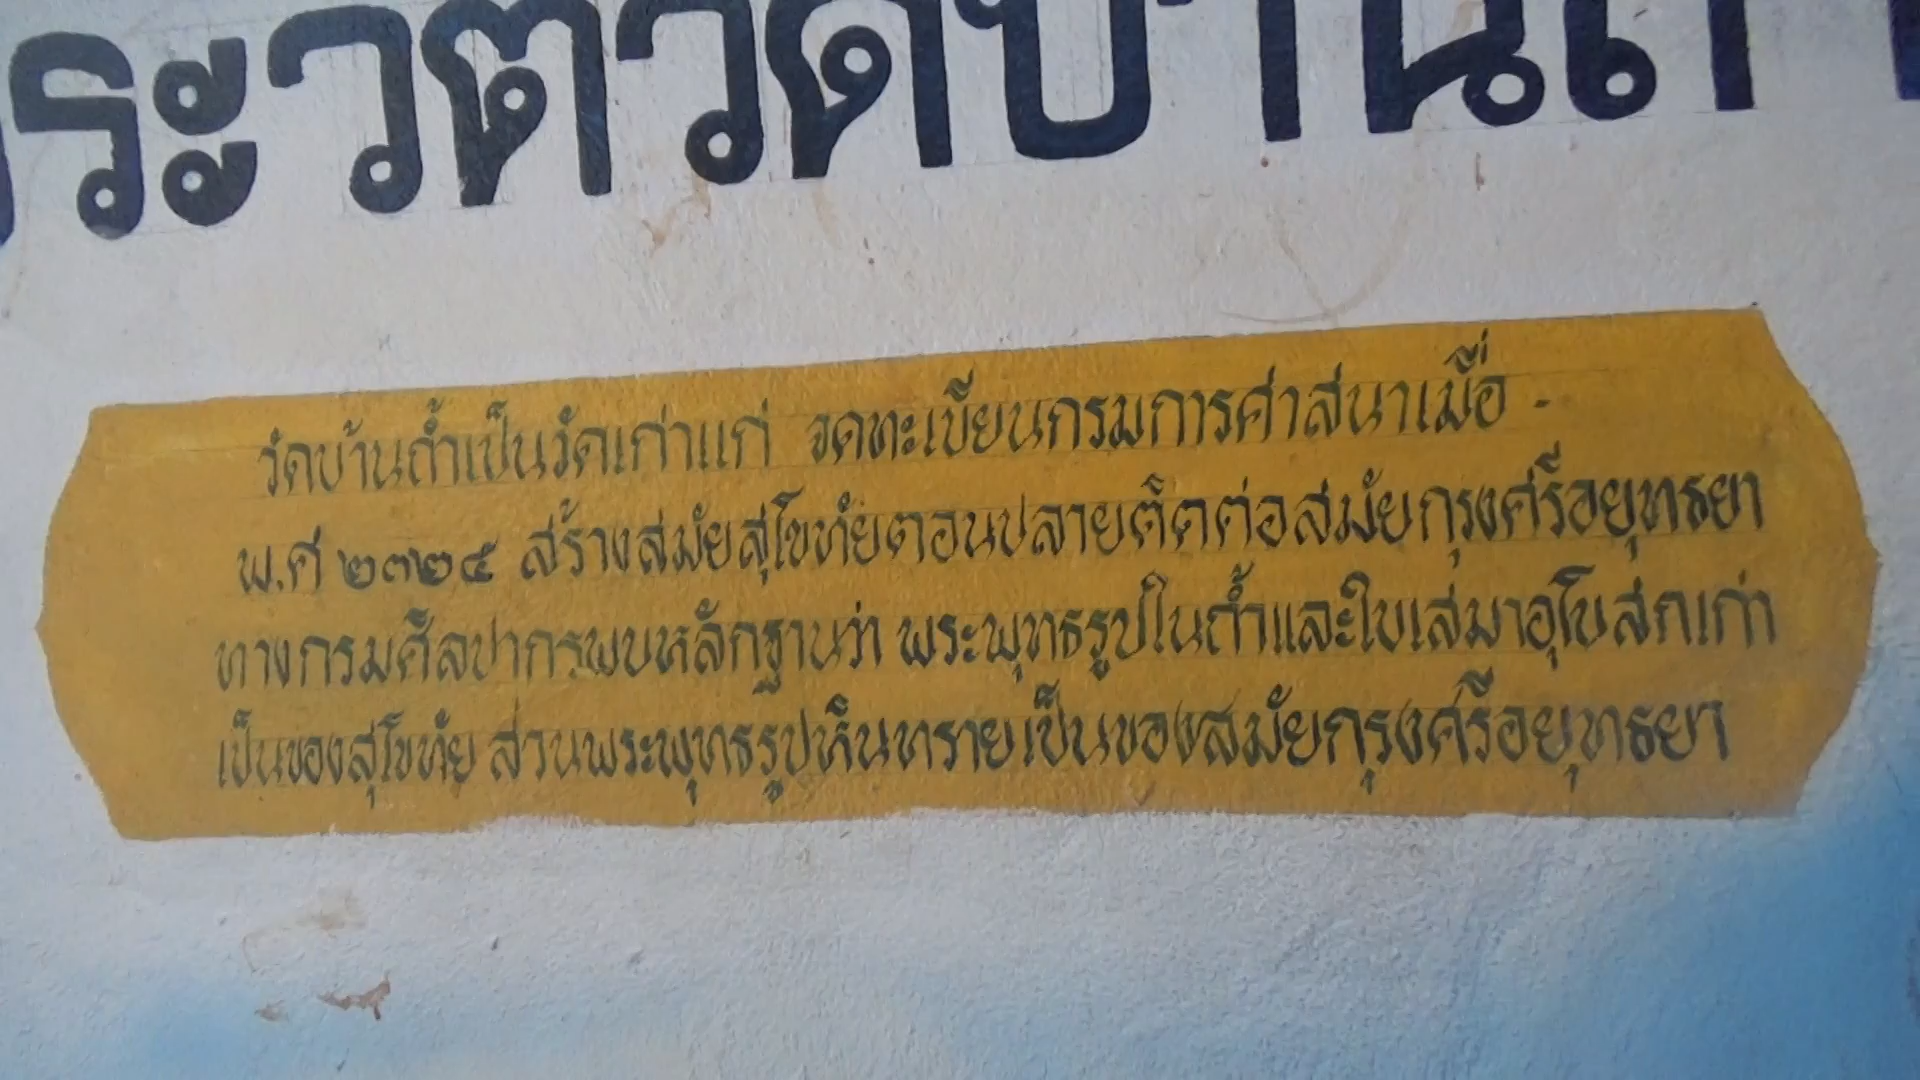 ระวัติวัดบ้านถ้ำ
วัดบ้านถ้ำเป็นวัดเก่าแก่ จดทะเบียนกรมการศาสนาเมื่อ -
พ.ศ ๒๓๒๕ สร้างสมัยสุโขทัยตอนปลายติดต่อสมัยกรุงศรีอยุทธยา
ทางกรมศิลปากรพบหลักฐานว่า พระพุทธรูปในถ้ำและใบเสมาอุโบสถเก่า
เป็นของสุโขทัย ส่วนพระพุทธรูปหินทรายเป็นของสมัยกรุงศรีอยุทธยา